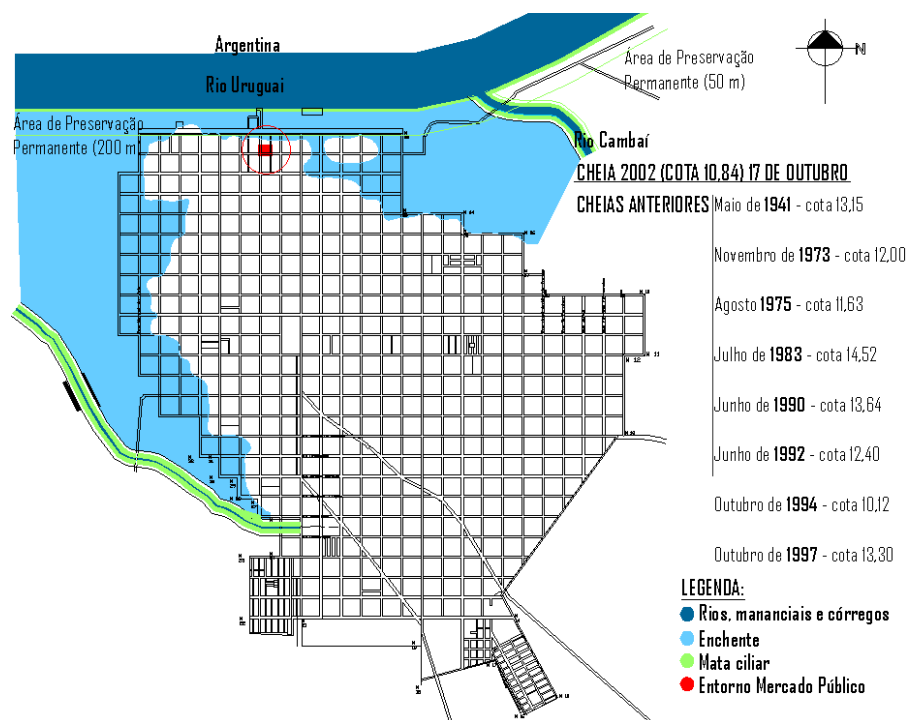 Argentina
Rio Uruguai
Área de Preservação
Permanente (50 m)
N
Área de Preservação
Permanente (200 m)
Rio Cambaí
CHEIA 2002 (COTA 10,84) 17 DE OUTUBRO
CHEIAS ANTERIORES
Maio de 1941 - cota 13,15
Novembro de 1973 - cota 12,00
Agosto 1975 - cota 11,63
Julho de 1983 - cota 14,52
Junho de 1990 - cota 13,64
Junho de 1992 - cota 12,40
Outubro de 1994 - cota 10,12
Outubro de 1997 - cota 13,30
LEGENDA:
Rios, mananciais e córregos
Enchente
Mata ciliar
Entorno Mercado Público